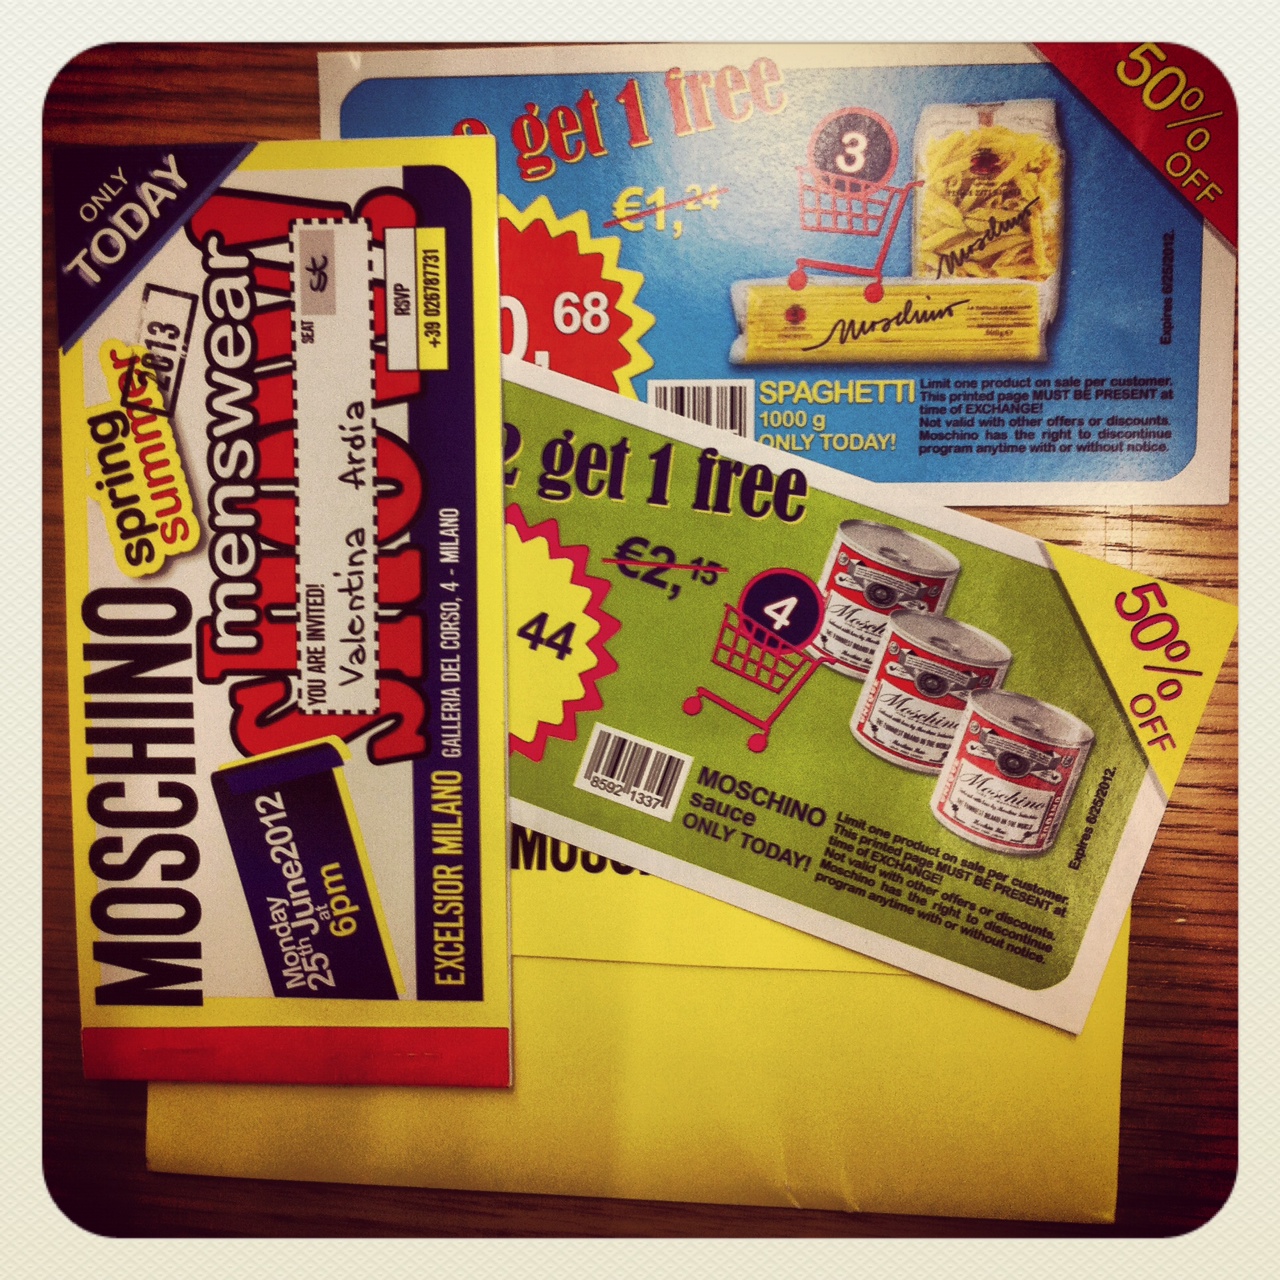 ONLY
TODAY
MOSCHINO
spring
summer
2013
menswear
SHOW
YOU ARE INVITED!
Valentina Ardia
SEAT
st
RSVP
+39 026787731
Monday
25th June2012
at
6pm
EXCELSIOR MILANO GALLERIA DEL CORSO, 4 - MILANO
get 1 free
50%
OFF
€1,24
0,68
3
Moschino
Moschino
SPAGHETTI
1000 g
ONLY TODAY!
Limit one product on sale per customer.
This printed page MUST BE PRESENT at
time of EXCHANGE!
Not valid with other offers or discounts.
Moschino has the right to discontinue
program anytime with or without notice.
Expires 6/25/2012.
2 get 1 free
50%
OFF
€2,15
44
4
Moschino
Moschino
Moschino
8592 1337
MOSCHINO
sauce
ONLY TODAY!
Limit one product on sale per customer.
This printed page MUST BE PRESENT at
time of EXCHANGE!
Not valid with other offers or discounts.
Moschino has the right to discontinue
program anytime with or without notice.
Expires 6/25/2012.